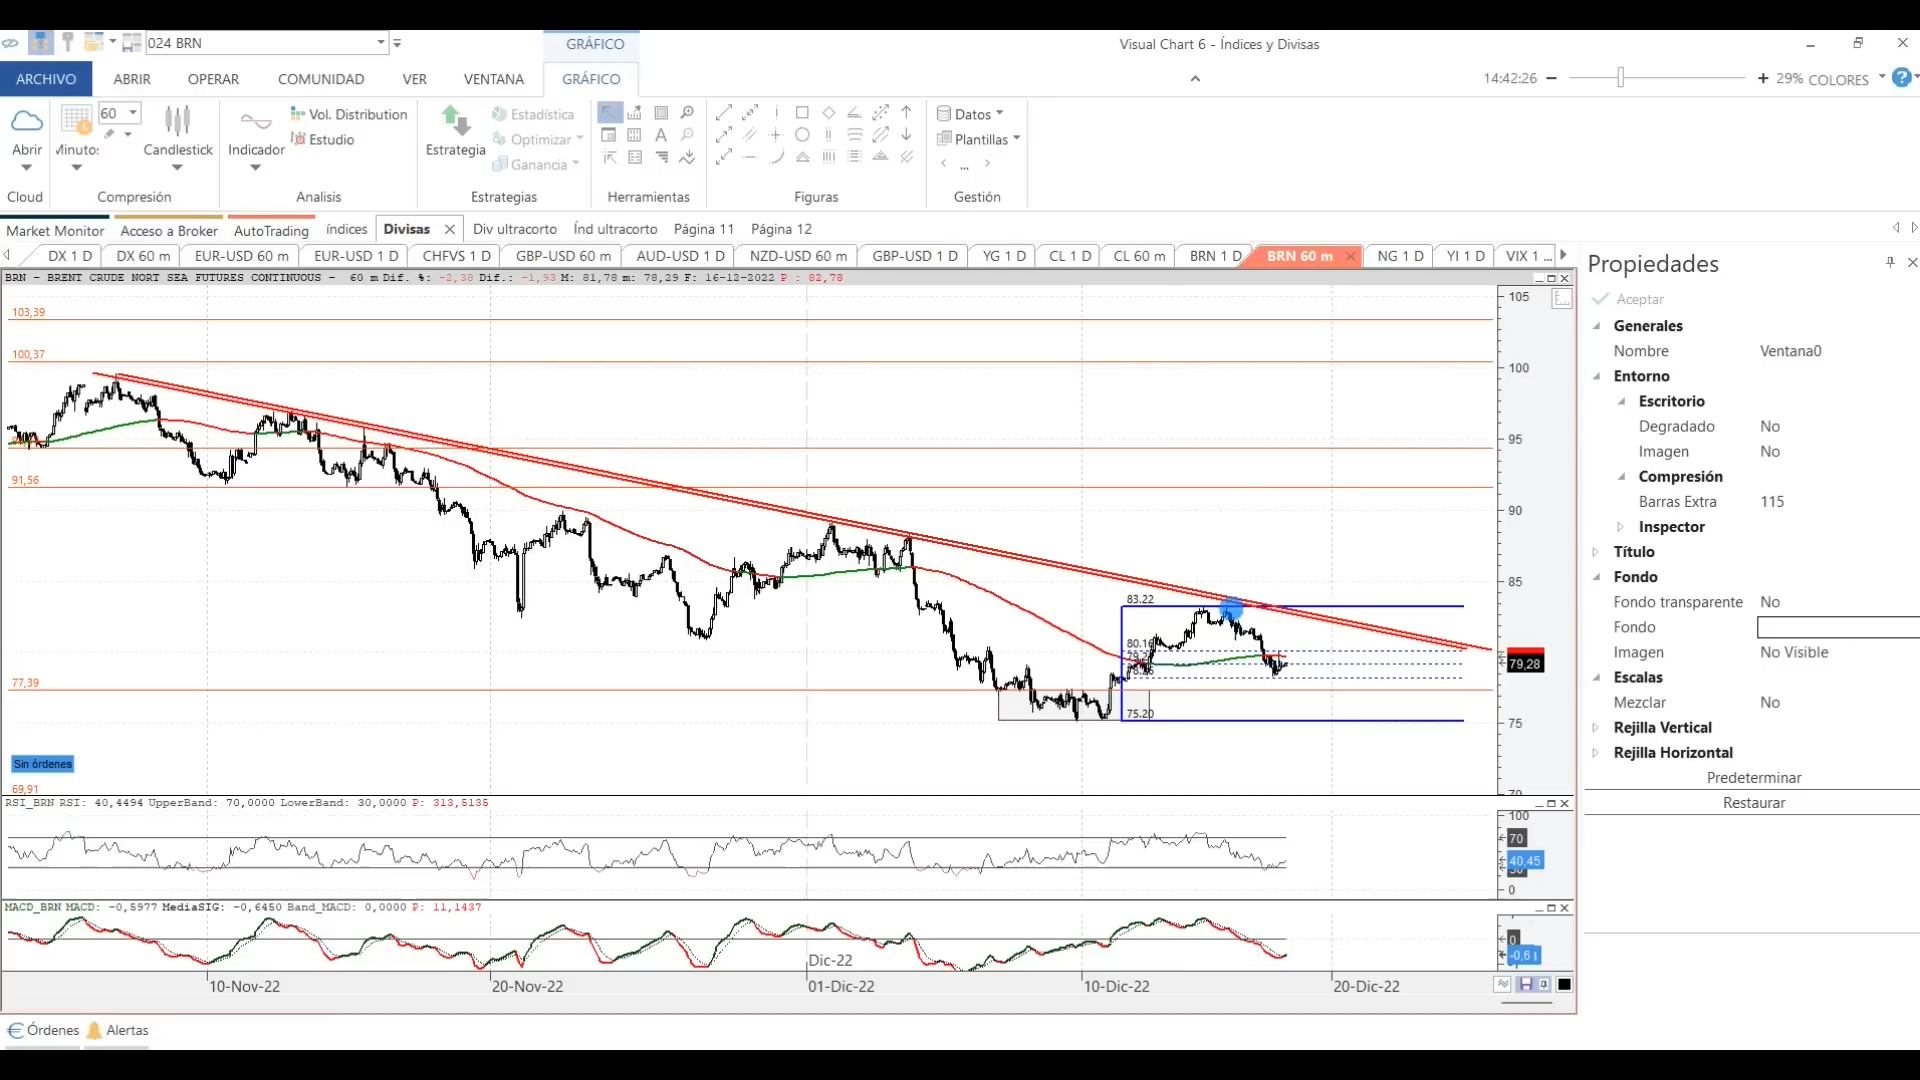 024 BRN
GRÁFICO
Visual Chart 6 - Índices y Divisas
ARCHIVO ABRIR OPERAR COMUNIDAD VER VENTANA GRÁFICO
14:42:26 29% COLORES
60
Vol. Distribution
Estudio
Abrir
Candlestick
Indicador
Estrategia
Estadística
Optimizar
Ganancia
Datos
Plantillas
...
Cloud
Compresión
Analisis
Estrategias
Herramientas
Figuras
Gestión
Market Monitor Acceso a Broker AutoTrading índices Divisas Div ultracorto Índ ultracorto Página 11 Página 12
DX 1 D DX 60 m EUR-USD 60 m EUR-USD 1 D CHFVS 1 D GBP-USD 60 m AUD-USD 1 D NZD-USD 60 m GBP-USD 1 D YG 1 D CL 1 D CL 60 m BRN 1 D BRN 60 m NG 1 D YI 1 D VIX 1 ...
BRN - BRENT CRUDE NORT SEA FUTURES CONTINUOUS - 60 m Dif. %: -2,38 Dif.: -1,93 M: 81,78 m: 78,29 F: 16-12-2022 P : 82,78
103,39
100,37
91,56
77,39
69,91
83.22
80.16
75.20
105
100
95
90
85
79,28
75
70
Sin órdenes
RSI_BRN RSI: 40,4494 UpperBand: 70,0000 LowerBand: 30,0000 P: 313,5135
100
70
40,45
30
0
MACD_BRN MACD: -0,5977 MediaSIG: -0,6450 Band_MACD: 0,0000 P: 11,1437
0
Dic-22
10-Nov-22 20-Nov-22 01-Dic-22 10-Dic-22 20-Dic-22
Órdenes Alertas
Propiedades
Aceptar
Generales
Nombre Ventana0
Entorno
Escritorio
Degradado No
Imagen No
Compresión
Barras Extra 115
Inspector
Título
Fondo
Fondo transparente No
Fondo
Imagen No Visible
Escalas
Mezclar No
Rejilla Vertical
Rejilla Horizontal
Predeterminar
Restaurar